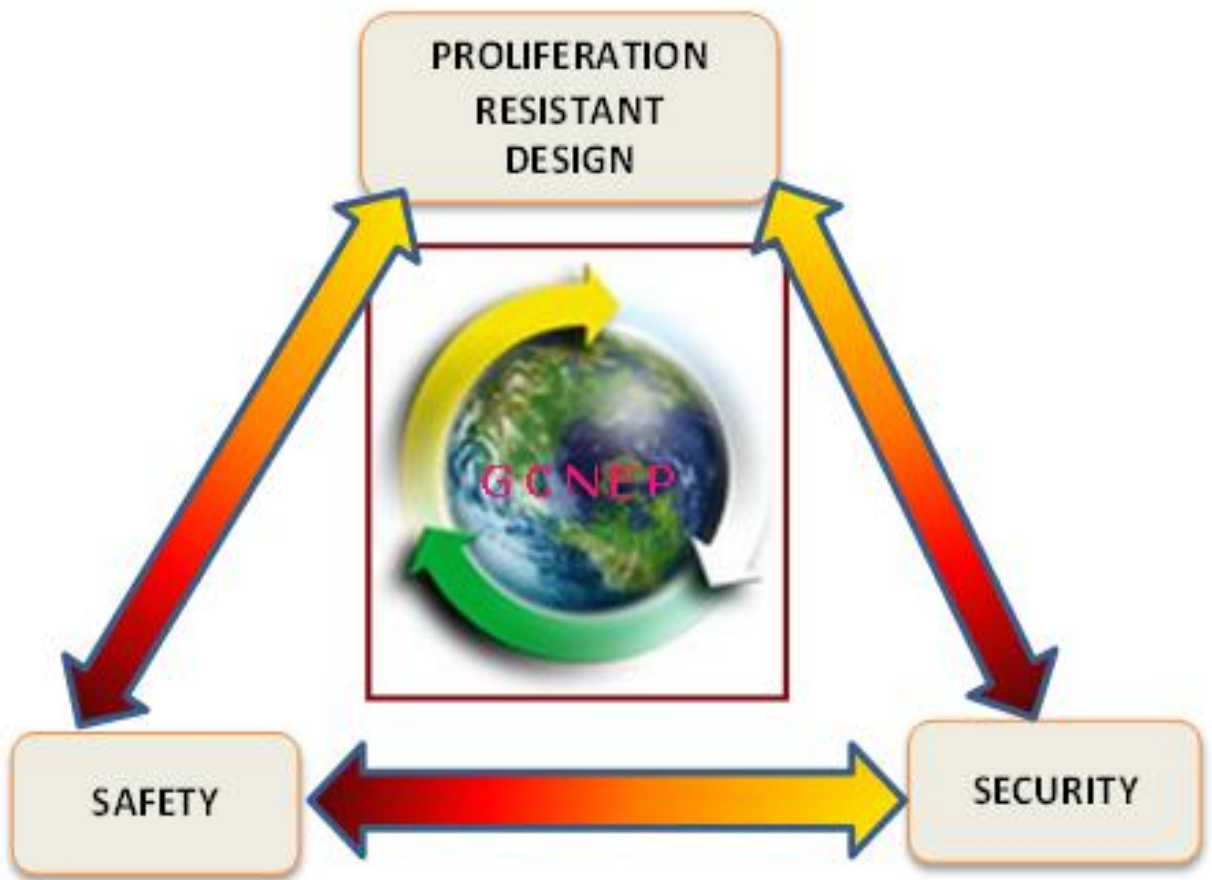 PROLIFERATION
RESISTANT
DESIGN
GCNEP
SAFETY
SECURITY